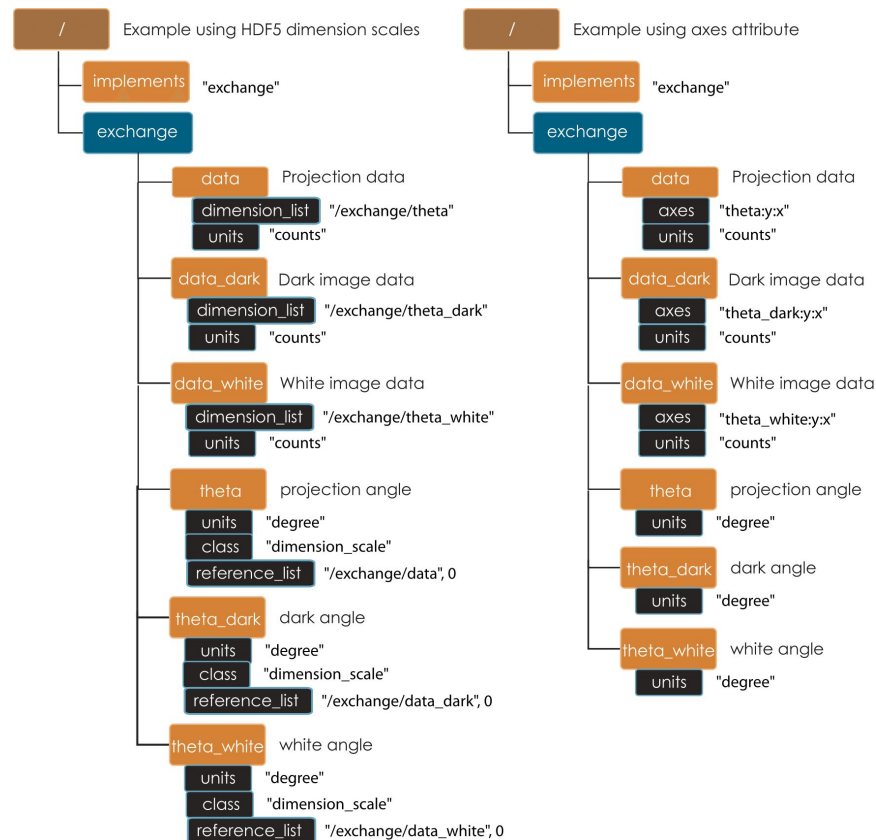 / Example using HDF5 dimension scales
implements "exchange"
exchange
data Projection data
dimension_list "/exchange/theta"
units "counts"
data_dark Dark image data
dimension_list "/exchange/theta_dark"
units "counts"
data_white White image data
dimension_list "/exchange/theta_white"
units "counts"
theta projection angle
units "degree"
class "dimension_scale"
reference_list "/exchange/data", 0
theta_dark dark angle
units "degree"
class "dimension_scale"
reference_list "/exchange/data_dark", 0
theta_white white angle
units "degree"
class "dimension_scale"
reference_list "/exchange/data_white", 0
/ Example using axes attribute
implements "exchange"
exchange
data Projection data
axes "theta:y:x"
units "counts"
data_dark Dark image data
axes "theta_dark:y:x"
units "counts"
data_white White image data
axes "theta_white:y:x"
units "counts"
theta projection angle
units "degree"
theta_dark dark angle
units "degree"
theta_white white angle
units "degree"